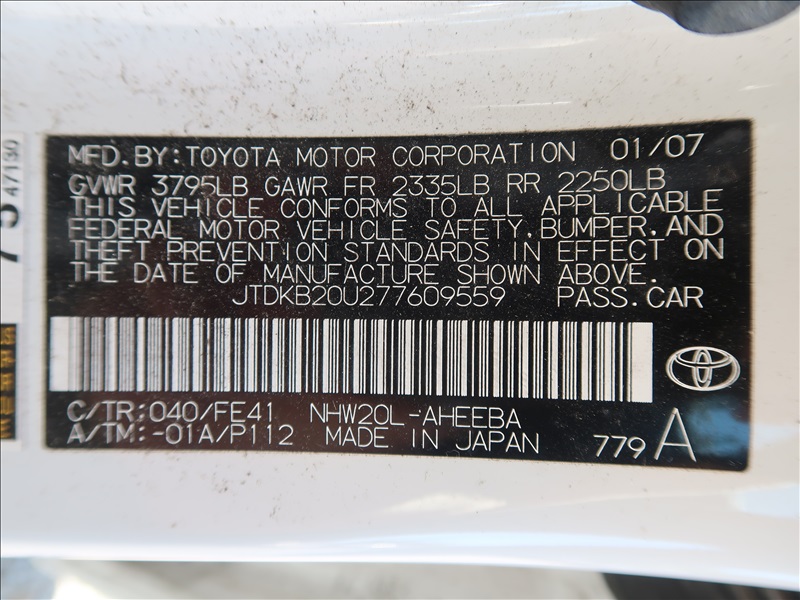 MFD. BY: TOYOTA MOTOR CORPORATION 01/07
GVWR 3795LB GAWR FR 2335LB RR 2250LB
THIS VEHICLE CONFORMS TO ALL APPLICABLE
FEDERAL MOTOR VEHICLE SAFETY, BUMPER, AND
THEFT PREVENTION STANDARDS IN EFFECT ON
THE DATE OF MANUFACTURE SHOWN ABOVE.
JTDKB20U277609559 PASS. CAR
C/TR: 040/FE41 NHW20L-AHEEBA
A/TM: -01A/P112 MADE IN JAPAN 779 A
47130